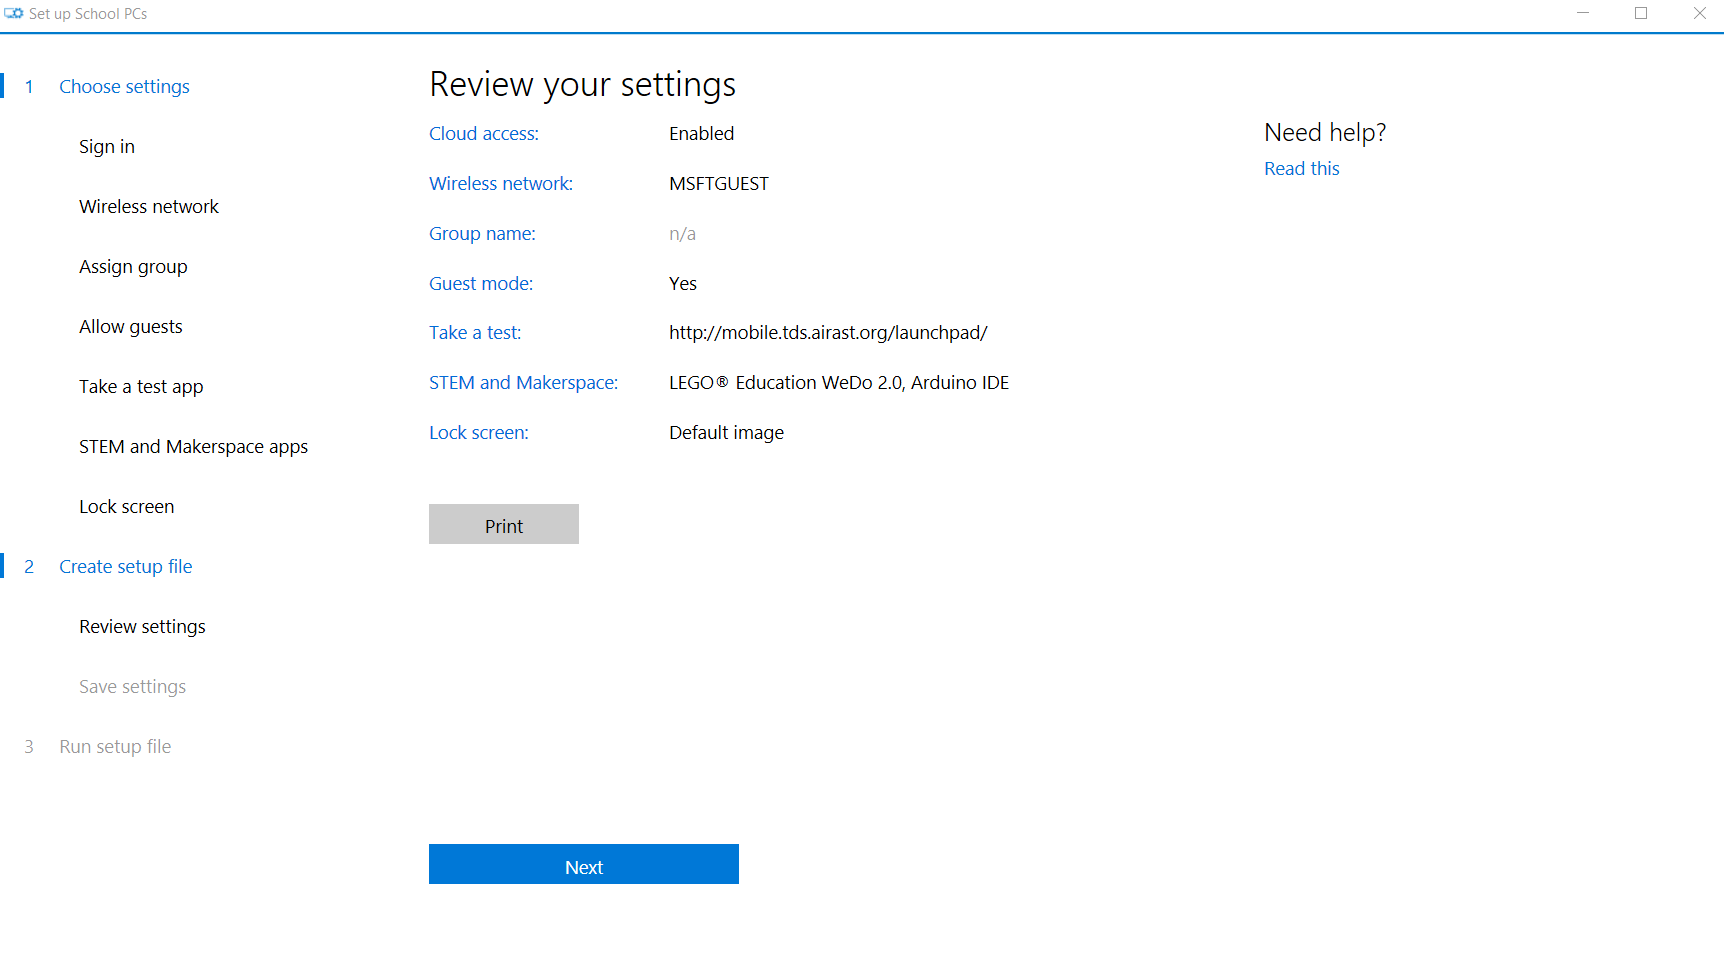 Set up School PCs
1 Choose settings
Sign in
Wireless network
Assign group
Allow guests
Take a test app
STEM and Makerspace apps
Lock screen
2 Create setup file
Review settings
Save settings
3 Run setup file
Review your settings
Cloud access: Enabled
Wireless network: MSFTGUEST
Group name: n/a
Guest mode: Yes
Take a test: http://mobile.tds.airast.org/launchpad/
STEM and Makerspace: LEGO® Education WeDo 2.0, Arduino IDE
Lock screen: Default image
Print
Next
Need help?
Read this